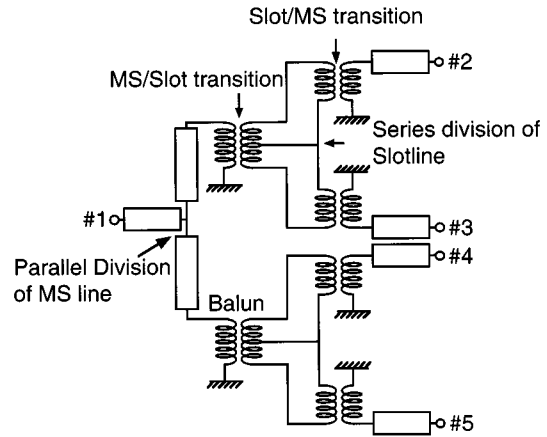 Slot/MS transition
#2
MS/Slot transition
Series division of
Slotline
#1
#3
#4
Parallel Division
of MS line
Balun
#5